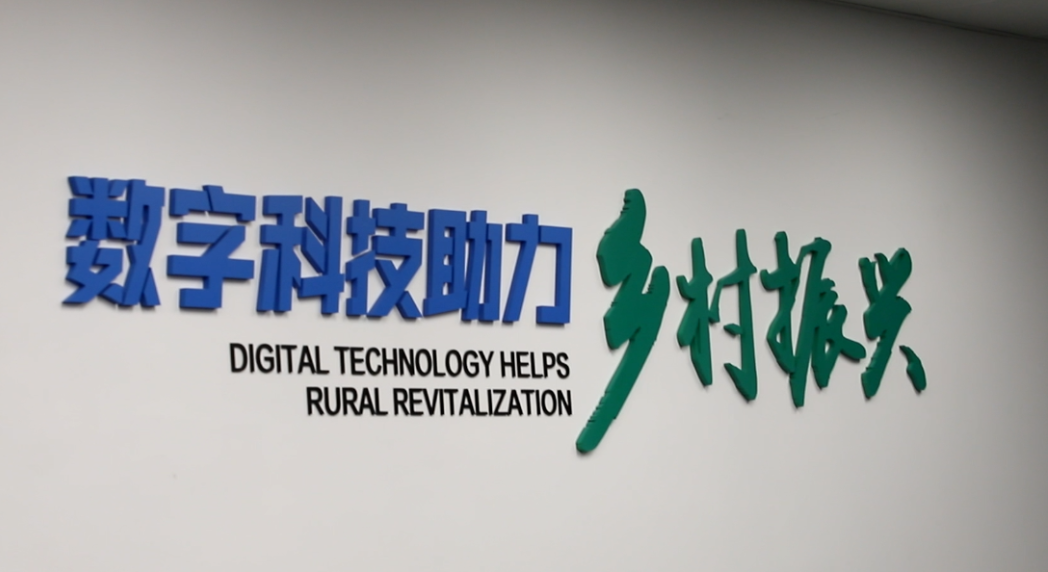 数字科技助力乡村振兴
DIGITAL TECHNOLOGY HELPS
RURAL REVITALIZATION